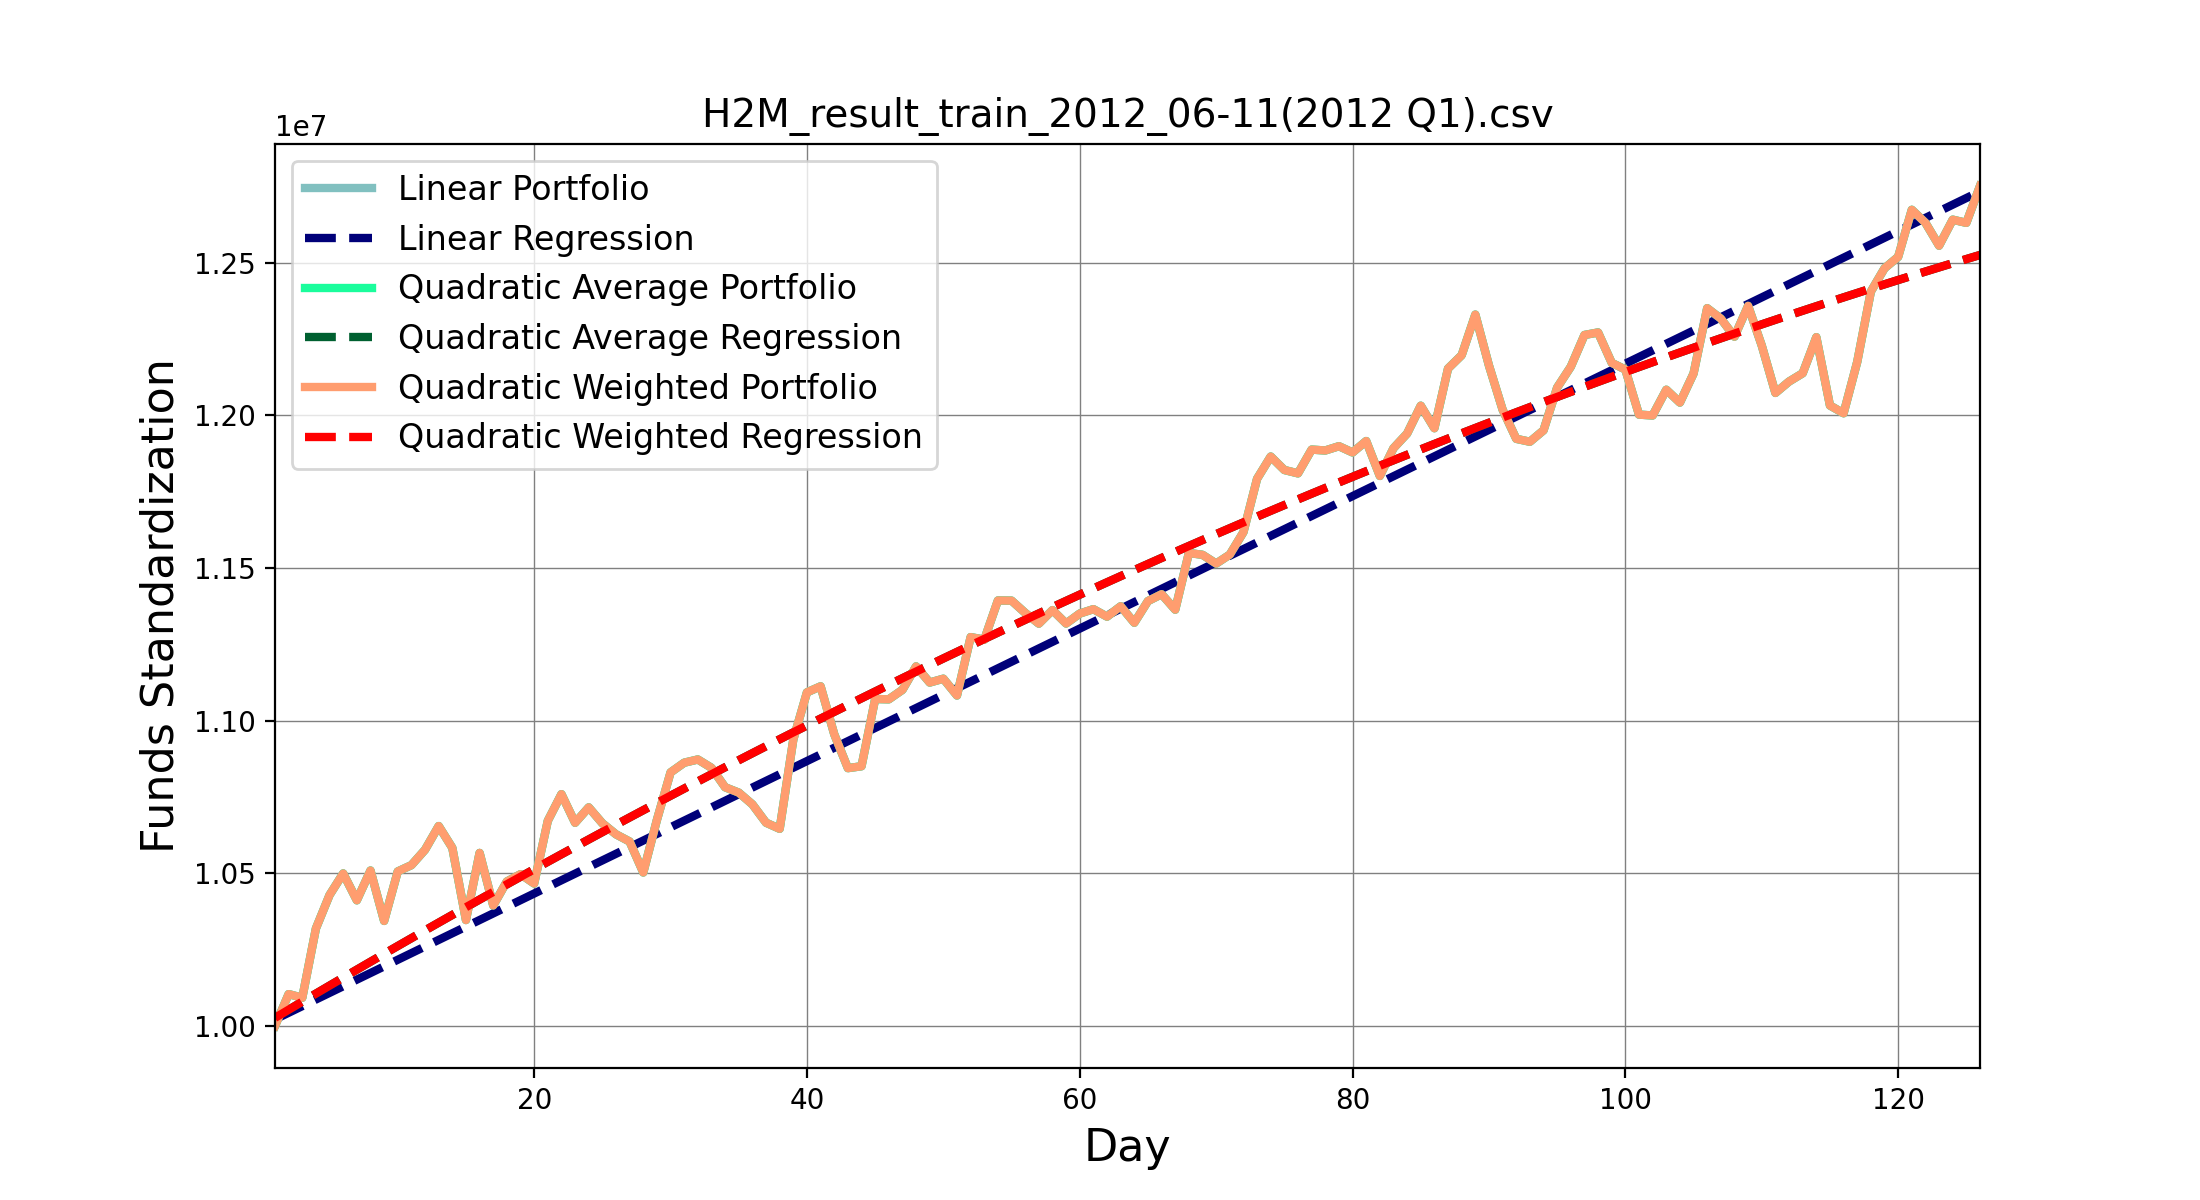 H2M_result_train_2012_06-11(2012 Q1).csv
1e7
Linear Portfolio
Linear Regression
Quadratic Average Portfolio
Quadratic Average Regression
Quadratic Weighted Portfolio
Quadratic Weighted Regression
Funds Standardization
1.25
1.20
1.15
1.10
1.05
1.00
20 40 60 80 100 120
Day